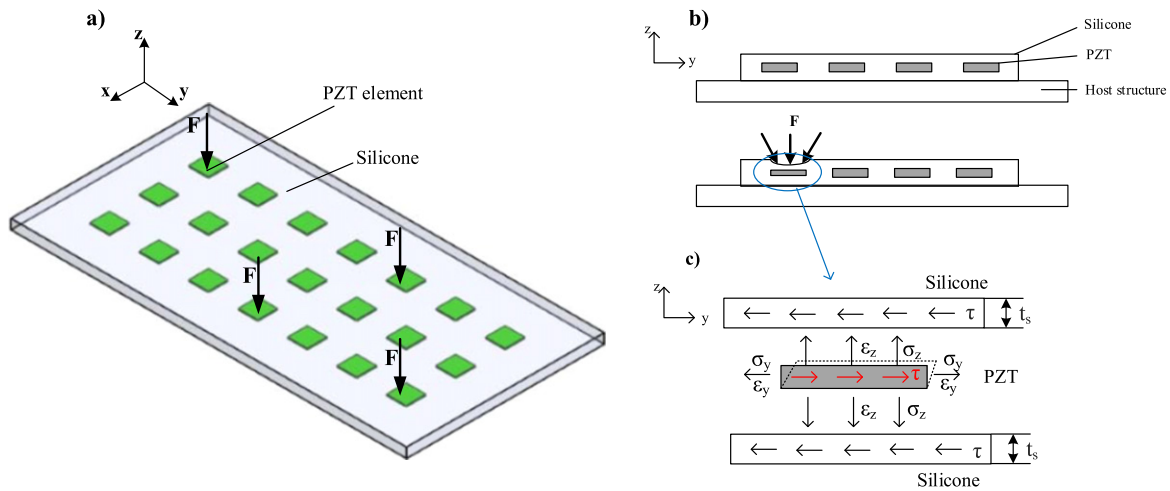 a)
z
x
y
PZT element
Silicone
F
F
F
F
b)
z
y
Silicone
PZT
Host structure
F
c)
z
y
Silicone
τ
tₛ
εz
σz
σy
εy
τ
σy
εy
PZT
εz
σz
τ
tₛ
Silicone